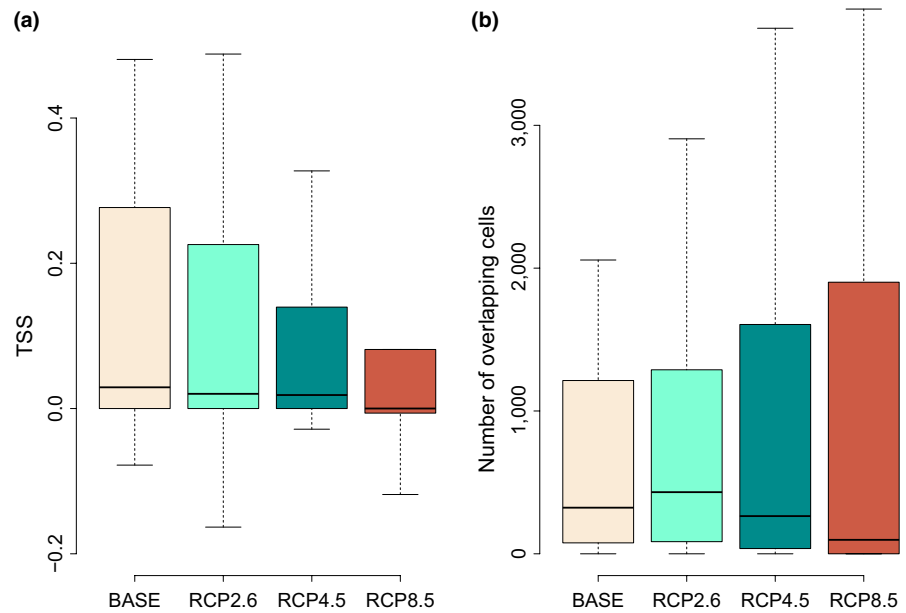 (a)
TSS
0.4
0.2
0.0
−0.2
BASE
RCP2.6
RCP4.5
RCP8.5
(b)
Number of overlapping cells
3,000
2,000
1,000
0
BASE
RCP2.6
RCP4.5
RCP8.5